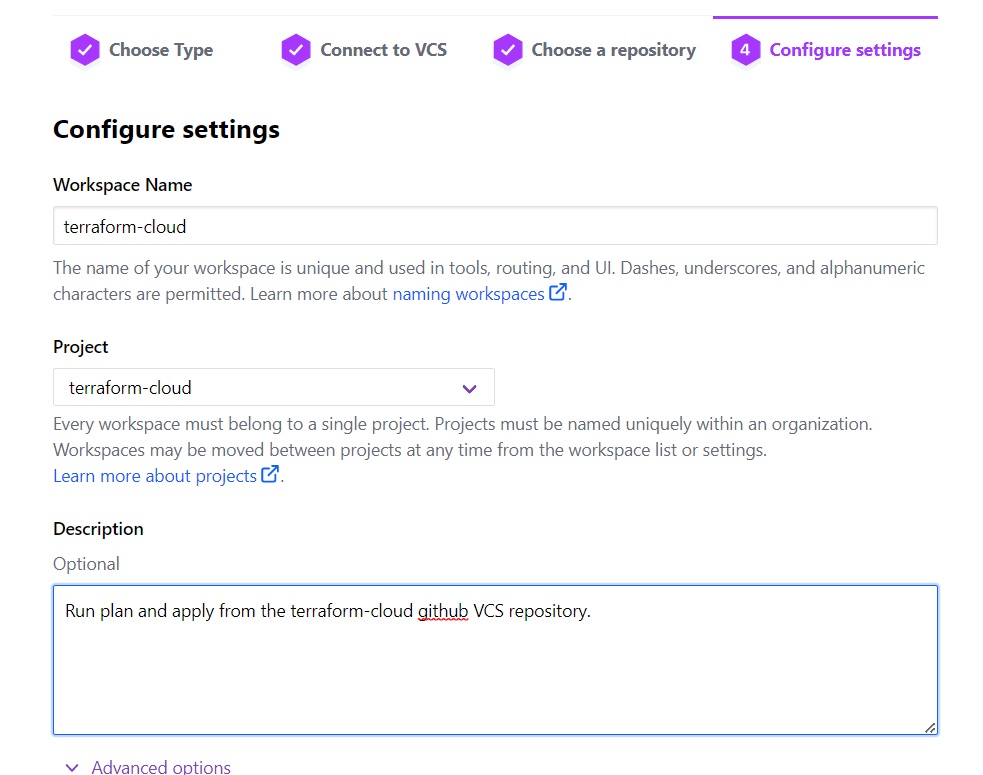 Choose Type
Connect to VCS
Choose a repository
4 Configure settings
Configure settings
Workspace Name
terraform-cloud
The name of your workspace is unique and used in tools, routing, and UI. Dashes, underscores, and alphanumeric
characters are permitted. Learn more about naming workspaces.
Project
terraform-cloud
Every workspace must belong to a single project. Projects must be named uniquely within an organization.
Workspaces may be moved between projects at any time from the workspace list or settings.
Learn more about projects.
Description
Optional
Run plan and apply from the terraform-cloud github VCS repository.
Advanced options